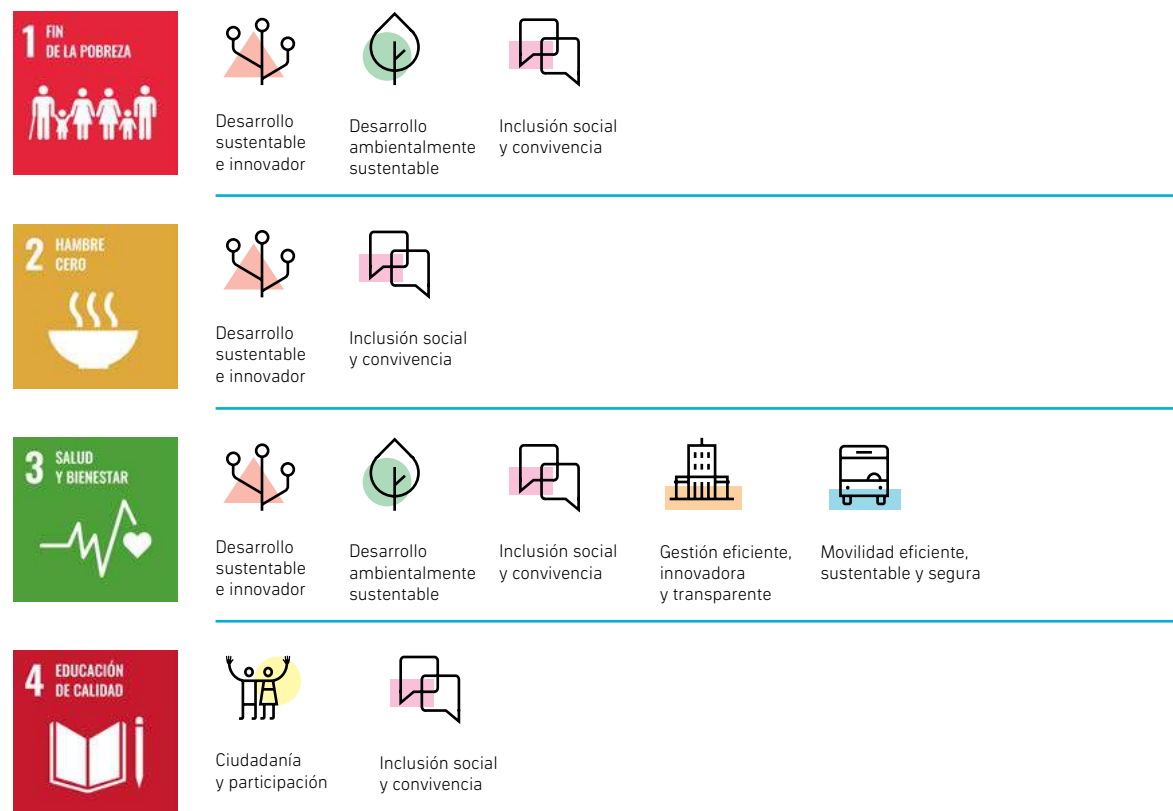 1 FIN
DE LA POBREZA
Desarrollo
sustentable
e innovador
Desarrollo
ambientalmente
sustentable
Inclusión social
y convivencia
2 HAMBRE
CERO
Desarrollo
sustentable
e innovador
Inclusión social
y convivencia
3 SALUD
Y BIENESTAR
Desarrollo
sustentable
e innovador
Desarrollo
ambientalmente
sustentable
Inclusión social
y convivencia
Gestión eficiente,
innovadora
y transparente
Movilidad eficiente,
sustentable y segura
4 EDUCACIÓN
DE CALIDAD
Ciudadanía
y participación
Inclusión social
y convivencia